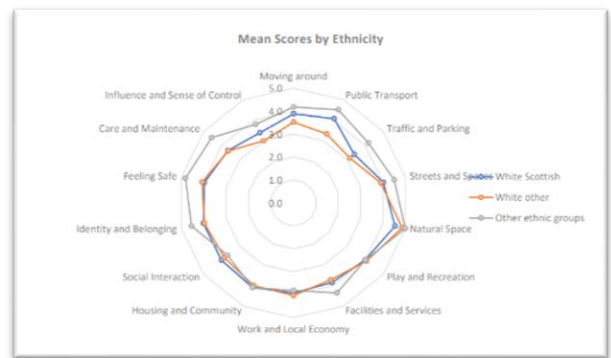 Mean Scores by Ethnicity
Moving around
Influence and Sense of Control
Public Transport
Care and Maintenance
Traffic and Parking
Feeling Safe
Streets and Spaces
Identity and Belonging
Natural Space
Social Interaction
Play and Recreation
Housing and Community
Facilities and Services
Work and Local Economy
5.0
4.0
3.0
2.0
1.0
0.0
White Scottish
White other
Other ethnic groups